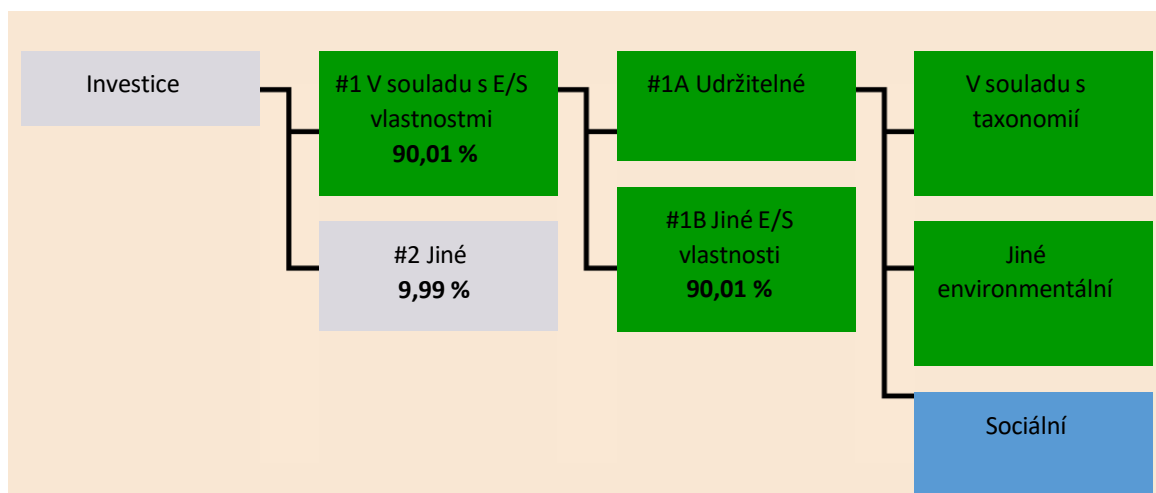 Investice
#1 V souladu s E/S
vlastnostmi
90,01 %
#2 Jiné
9,99 %
#1A Udržitelné
#1B Jiné E/S
vlastnosti
90,01 %
V souladu s
taxonomií
Jiné
environmentální
Sociální